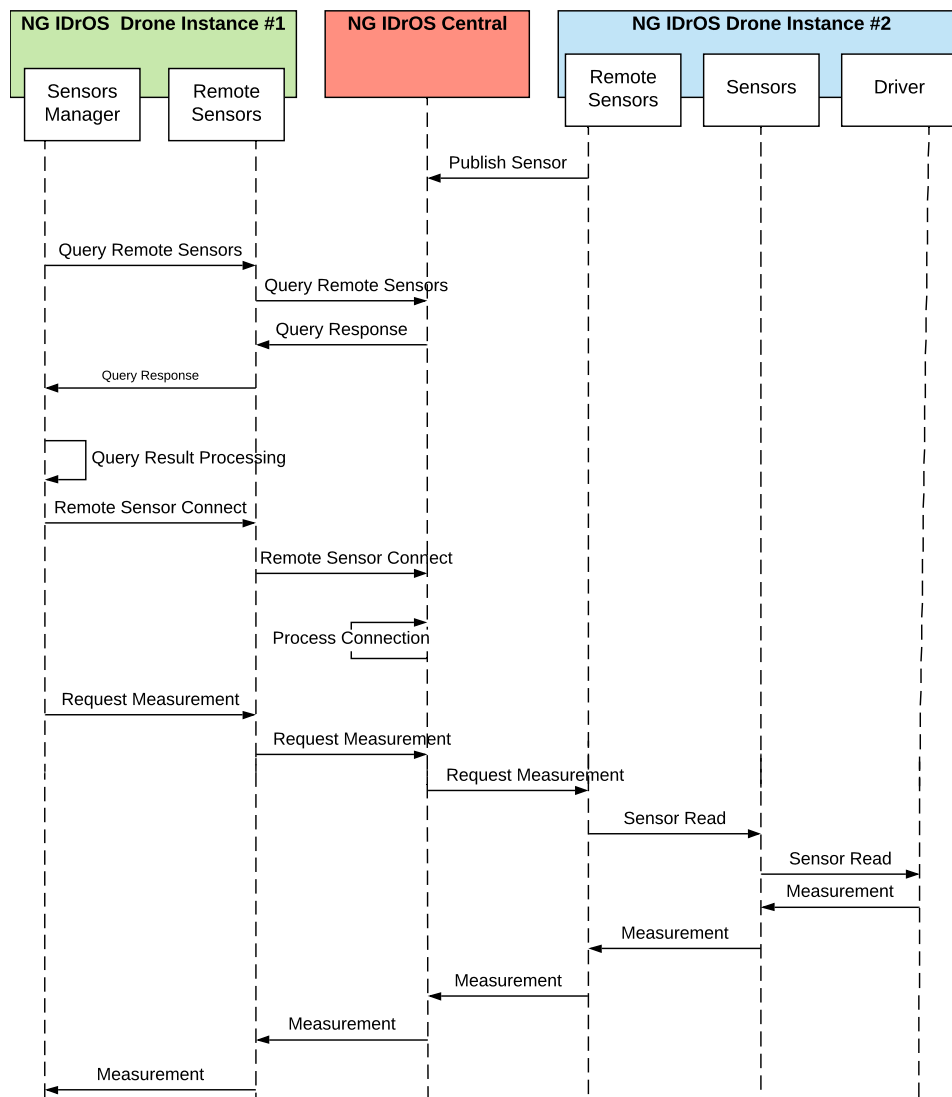 NG IDrOS  Drone Instance #1
NG IDrOS Central
NG IDrOS Drone Instance #2
Sensors
Manager
Remote
Sensors
Remote
Sensors
Sensors
Driver
Publish Sensor
Query Remote Sensors
Query Remote Sensors
Query Response
Query Response
Query Result Processing
Remote Sensor Connect
Remote Sensor Connect
Process Connection
Request Measurement
Request Measurement
Request Measurement
Sensor Read
Sensor Read
Measurement
Measurement
Measurement
Measurement
Measurement